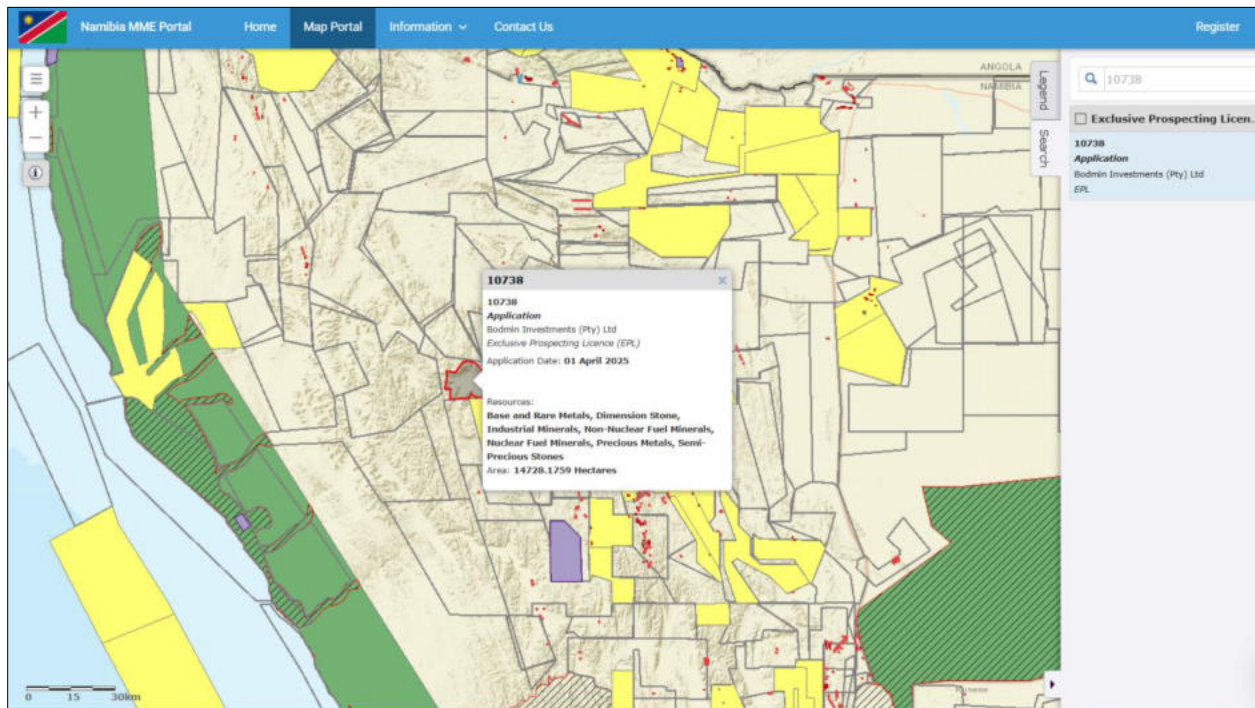 Namibia MME Portal
Home
Map Portal
Information
Contact Us
Register
ANGOLA
NAMIBIA
Legend
Search
10738
Exclusive Prospecting Licen..
10738
Application
Bodmin Investments (Pty) Ltd
EPL
10738
10738
Application
Bodmin Investments (Pty) Ltd
Exclusive Prospecting Licence (EPL)
Application Date: 01 April 2025
Resources:
Base and Rare Metals, Dimension Stone,
Industrial Minerals, Non-Nuclear Fuel Minerals,
Nuclear Fuel Minerals, Precious Metals, Semi-
Precious Stones
Area: 14728.1759 Hectares
0 15 30km